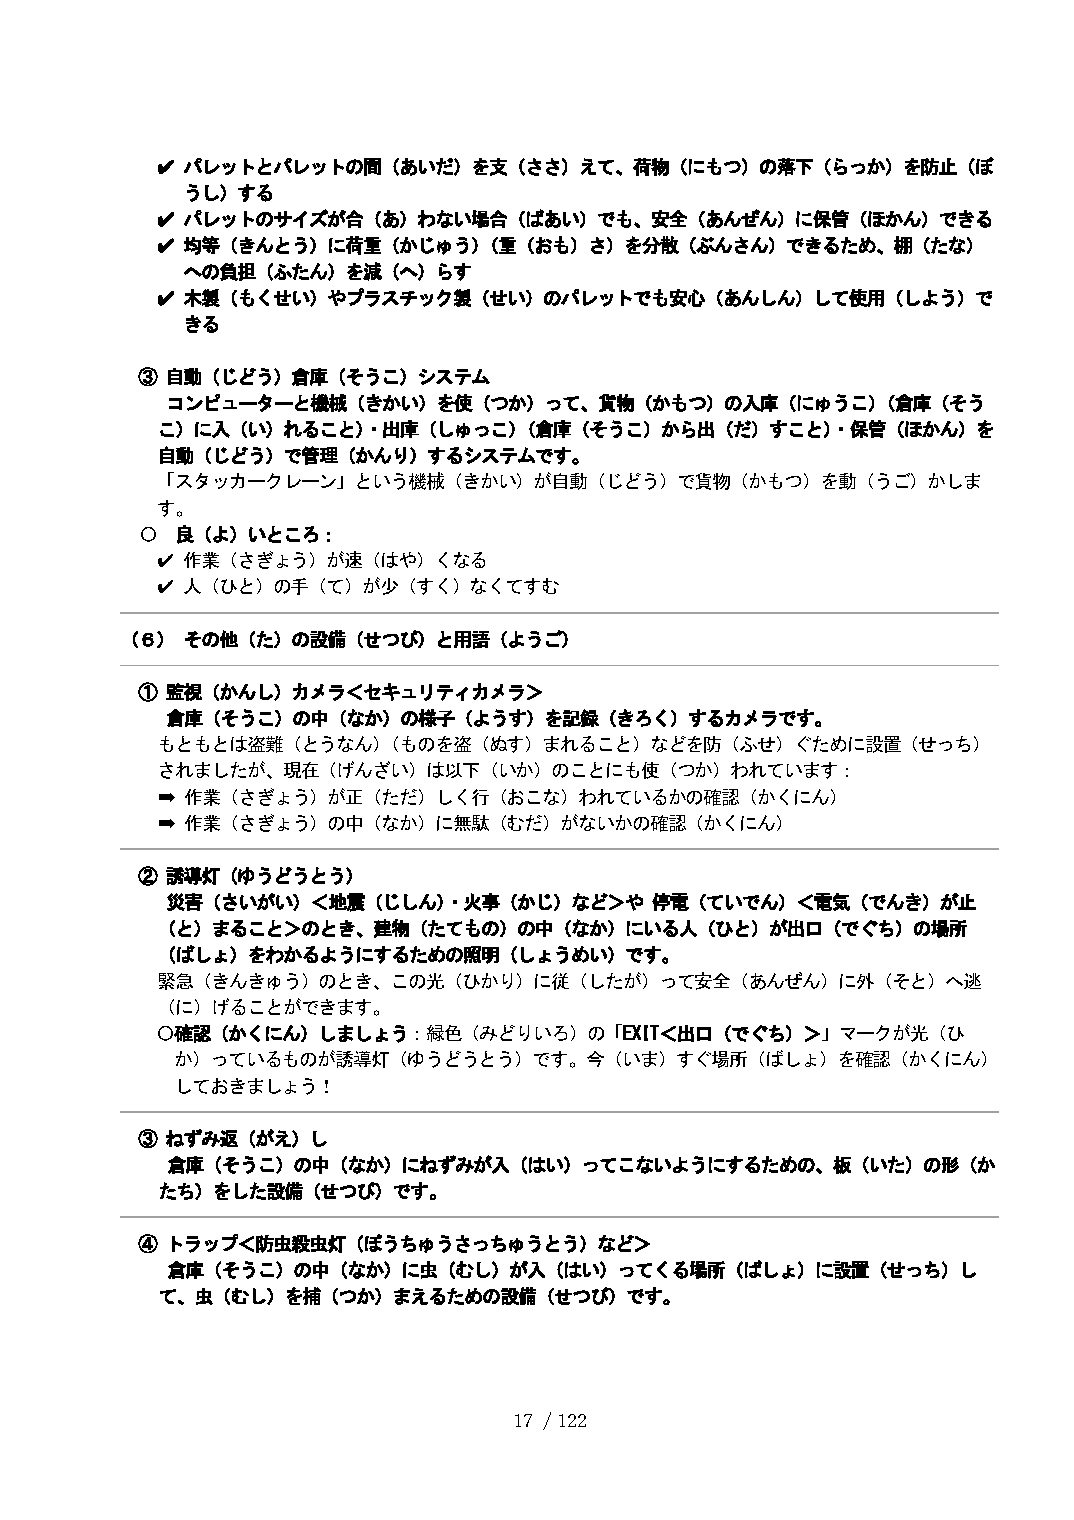 ✔ パレットとパレットの間（あいだ）を支（ささ）えて、荷物（にもつ）の落下（らっか）を防止（ぼ
うし）する
✔ パレットのサイズが合（あ）わない場合（ばあい）でも、安全（あんぜん）に保管（ほかん）できる
✔ 均等（きんとう）に荷重（かじゅう）（重（おも）さ）を分散（ぶんさん）できるため、棚（たな）
への負担（ふたん）を減（へ）らす
✔ 木製（もくせい）やプラスチック製（せい）のパレットでも安心（あんしん）して使用（しよう）で
きる
③ 自動（じどう）倉庫（そうこ）システム
コンピューターと機械（きかい）を使（つか）って、貨物（かもつ）の入庫（にゅうこ）（倉庫（そう
こ）に入（い）れること）・出庫（しゅっこ）（倉庫（そうこ）から出（だ）すこと）・保管（ほかん）を
自動（じどう）で管理（かんり）するシステムです。
「スタッカークレーン」という機械（きかい）が自動（じどう）で貨物（かもつ）を動（うご）かしま
す。
○ 良（よ）いところ：
✔ 作業（さぎょう）が速（はや）くなる
✔ 人（ひと）の手（て）が少（すく）なくてすむ
（６） その他（た）の設備（せつび）と用語（ようご）
① 監視（かんし）カメラ＜セキュリティカメラ＞
倉庫（そうこ）の中（なか）の様子（ようす）を記録（きろく）するカメラです。
もともとは盗難（とうなん）（ものを盗（ぬす）まれること）などを防（ふせ）ぐために設置（せっち）
されましたが、現在（げんざい）は以下（いか）のことにも使（つか）われています：
➡ 作業（さぎょう）が正（ただ）しく行（おこな）われているかの確認（かくにん）
➡ 作業（さぎょう）の中（なか）に無駄（むだ）がないかの確認（かくにん）
② 誘導灯（ゆうどうとう）
災害（さいがい）＜地震（じしん）・火事（かじ）など＞や 停電（ていでん）＜電気（でんき）が止
（と）まること＞のとき、建物（たてもの）の中（なか）にいる人（ひと）が出口（でぐち）の場所
（ばしょ）をわかるようにするための照明（しょうめい）です。
緊急（きんきゅう）のとき、この光（ひかり）に従（したが）って安全（あんぜん）に外（そと）へ逃
（に）げることができます。
○確認（かくにん）しましょう：緑色（みどりいろ）の「EXIT＜出口（でぐち）＞」マークが光（ひ
か）っているものが誘導灯（ゆうどうとう）です。今（いま）すぐ場所（ばしょ）を確認（かくにん）
しておきましょう！
③ ねずみ返（がえ）し
倉庫（そうこ）の中（なか）にねずみが入（はい）ってこないようにするための、板（いた）の形（か
たち）をした設備（せつび）です。
④ トラップ＜防虫殺虫灯（ぼうちゅうさっちゅうとう）など＞
倉庫（そうこ）の中（なか）に虫（むし）が入（はい）ってくる場所（ばしょ）に設置（せっち）し
て、虫（むし）を捕（つか）まえるための設備（せつび）です。
17 / 122